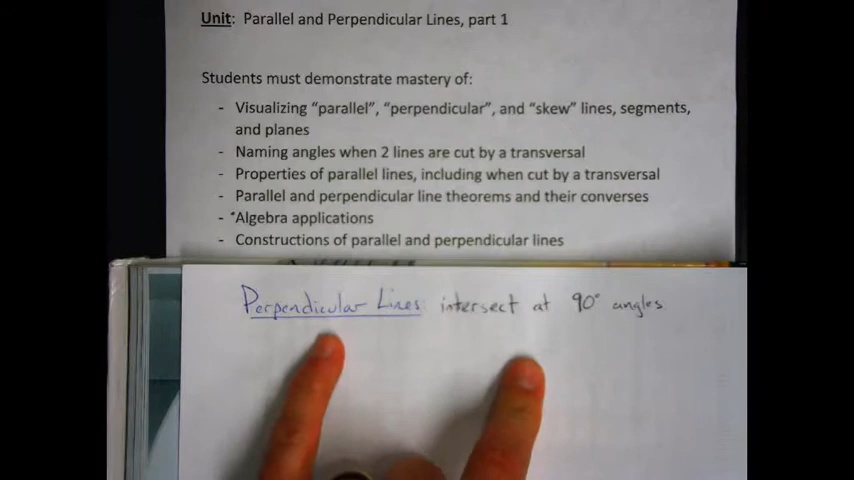 Unit: Parallel and Perpendicular Lines, part 1
Students must demonstrate mastery of:
- Visualizing “parallel”, “perpendicular”, and “skew” lines, segments,
and planes
- Naming angles when 2 lines are cut by a transversal
- Properties of parallel lines, including when cut by a transversal
- Parallel and perpendicular line theorems and their converses
- *Algebra applications
- Constructions of parallel and perpendicular lines
Perpendicular Lines intersect at 90° angles